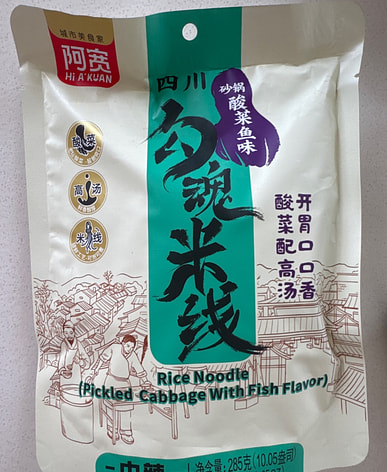 城市美食家
阿宽
Hi A'KUAN
四川
砂锅
酸菜鱼味
勾魂米线
酸菜
高汤
米线
开胃口口香
酸菜配高汤
Rice Noodle
(Pickled Cabbage With Fish Flavor)
中辣
净含量:285克(10.05盎司)